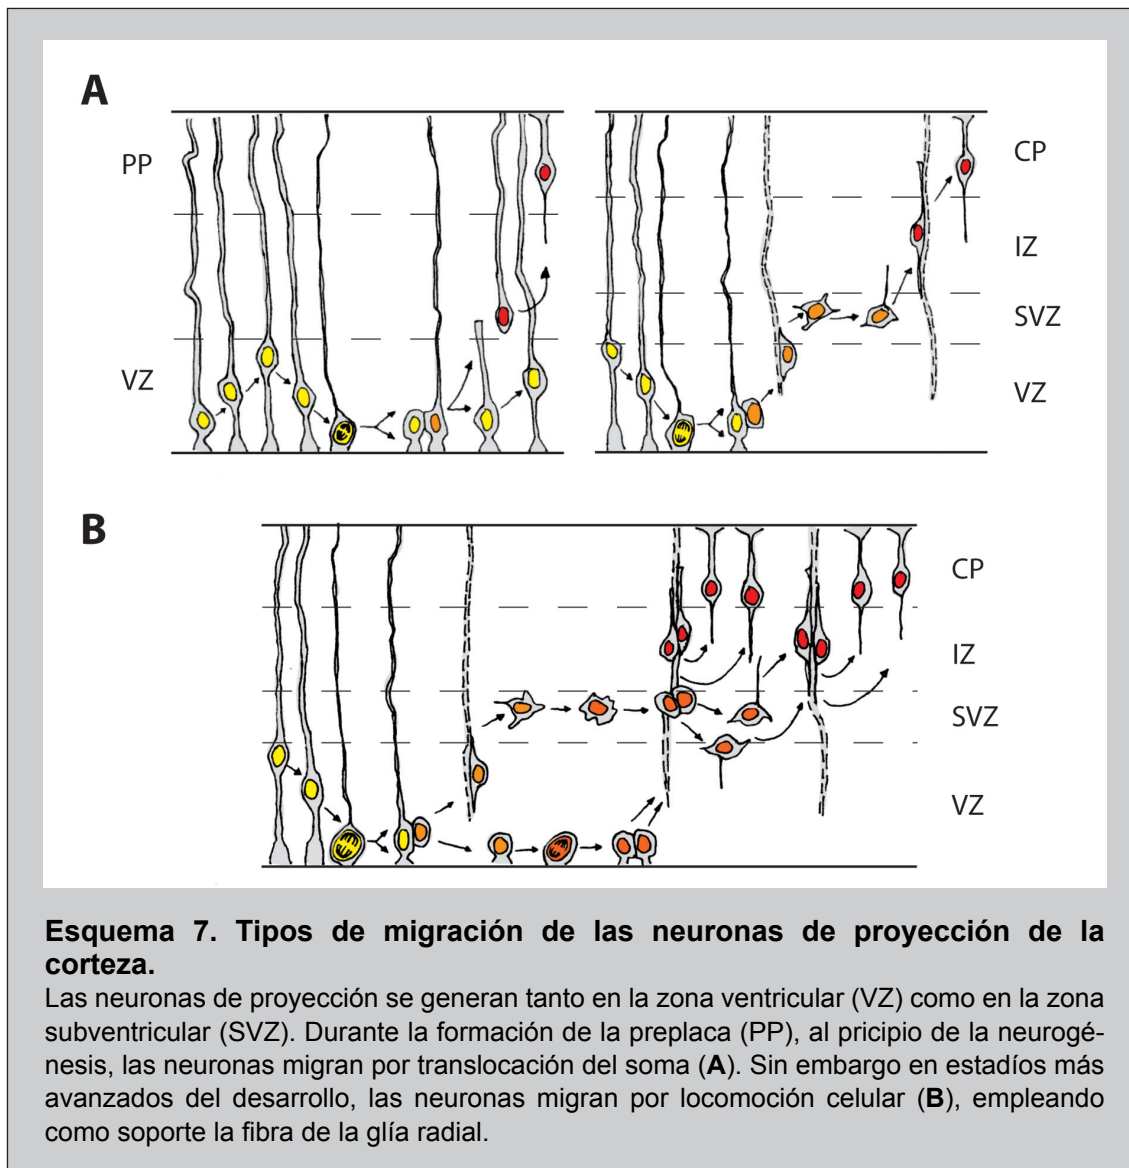 A
PP
VZ
CP
IZ
SVZ
VZ
B
CP
IZ
SVZ
VZ
Esquema 7. Tipos de migración de las neuronas de proyección de la
corteza.
Las neuronas de proyección se generan tanto en la zona ventricular (VZ) como en la zona
subventricular (SVZ). Durante la formación de la preplaca (PP), al pricipio de la neurogé-
nesis, las neuronas migran por translocación del soma (A). Sin embargo en estadíos más
avanzados del desarrollo, las neuronas migran por locomoción celular (B), empleando
como soporte la fibra de la glía radial.